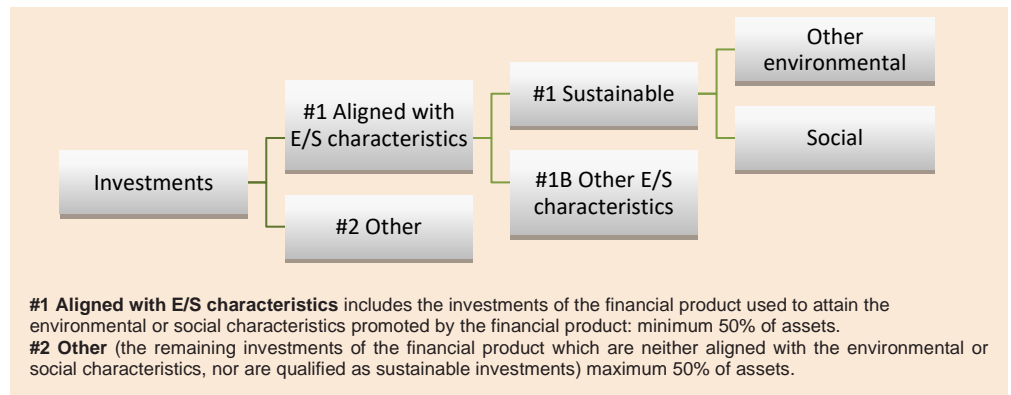 Investments
#1 Aligned with
E/S characteristics
#2 Other
#1 Sustainable
#1B Other E/S
characteristics
Other
environmental
Social
#1 Aligned with E/S characteristics includes the investments of the financial product used to attain the
environmental or social characteristics promoted by the financial product: minimum 50% of assets.
#2 Other (the remaining investments of the financial product which are neither aligned with the environmental or
social characteristics, nor are qualified as sustainable investments) maximum 50% of assets.